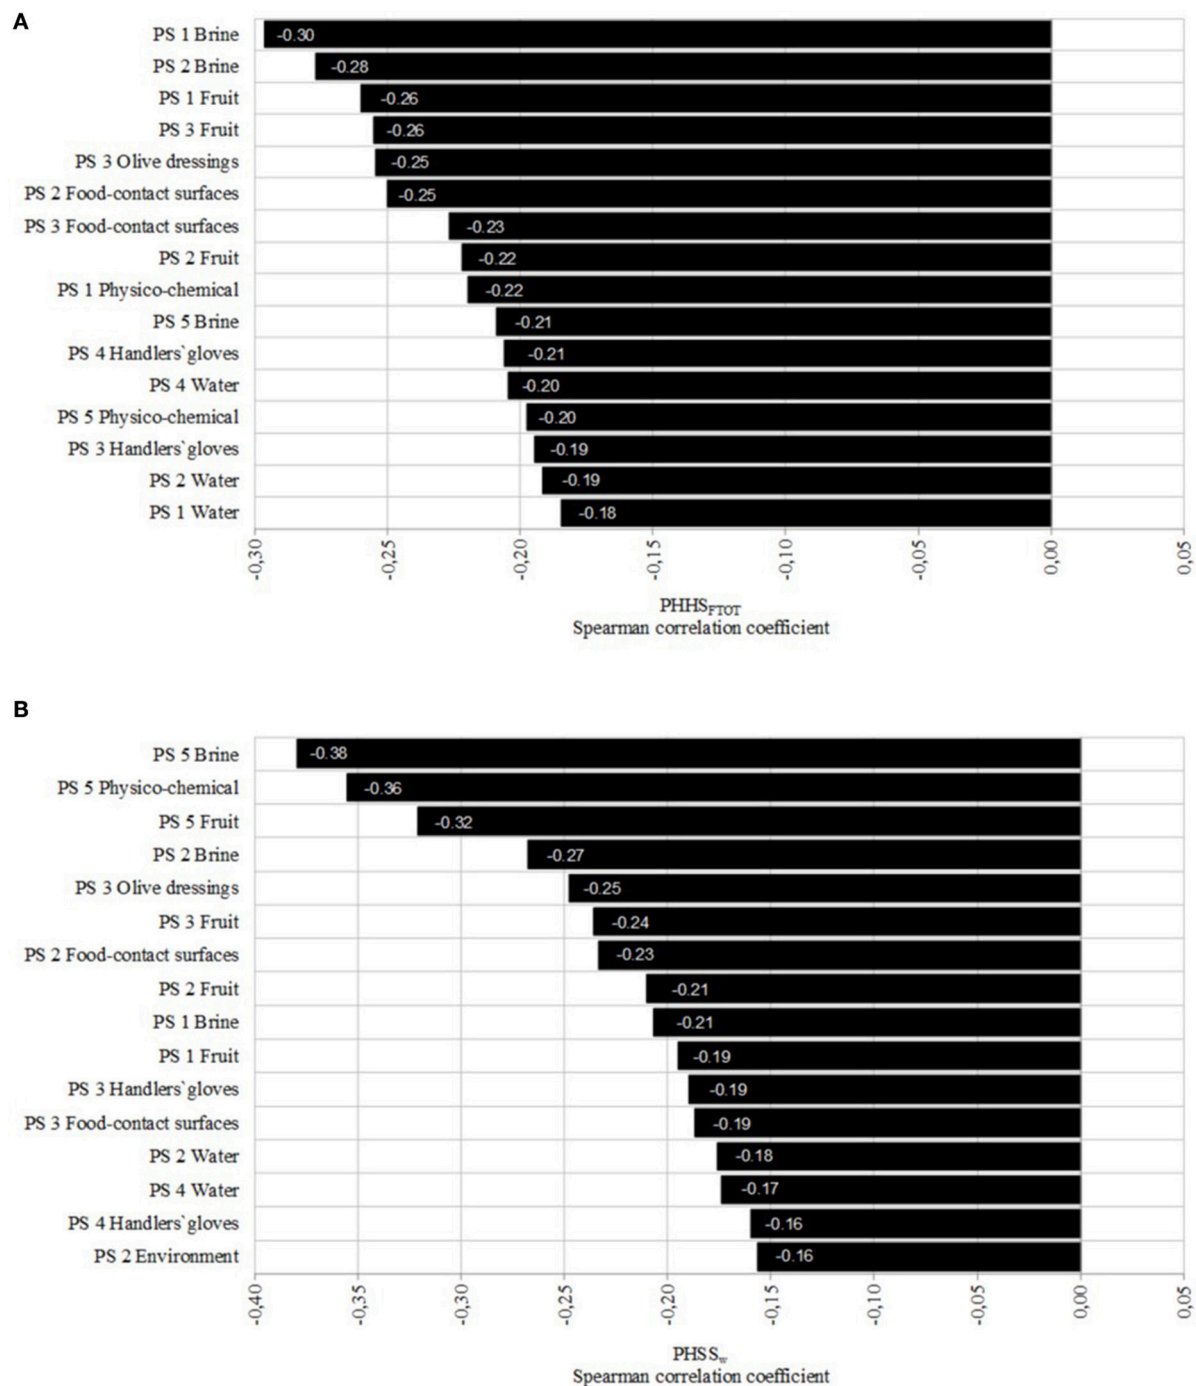 A
PS 1 Brine -0.30
PS 2 Brine -0.28
PS 1 Fruit -0.26
PS 3 Fruit -0.26
PS 3 Olive dressings -0.25
PS 2 Food-contact surfaces -0.25
PS 3 Food-contact surfaces -0.23
PS 2 Fruit -0.22
PS 1 Physico-chemical -0.22
PS 5 Brine -0.21
PS 4 Handlers`gloves -0.21
PS 4 Water -0.20
PS 5 Physico-chemical -0.20
PS 3 Handlers`gloves -0.19
PS 2 Water -0.19
PS 1 Water -0.18
-0,30 -0,25 -0,20 -0,15 -0,10 -0,05 0,00 0,05
PHHSFTOT
Spearman correlation coefficient
B
PS 5 Brine -0.38
PS 5 Physico-chemical -0.36
PS 5 Fruit -0.32
PS 2 Brine -0.27
PS 3 Olive dressings -0.25
PS 3 Fruit -0.24
PS 2 Food-contact surfaces -0.23
PS 2 Fruit -0.21
PS 1 Brine -0.21
PS 1 Fruit -0.19
PS 3 Handlers`gloves -0.19
PS 3 Food-contact surfaces -0.19
PS 2 Water -0.18
PS 4 Water -0.17
PS 4 Handlers`gloves -0.16
PS 2 Environment -0.16
-0,40 -0,35 -0,30 -0,25 -0,20 -0,15 -0,10 -0,05 0,00 0,05
PHSSw
Spearman correlation coefficient